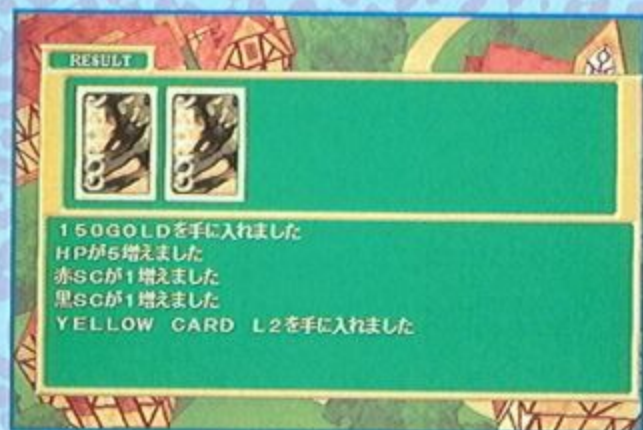 RESULT
150GOLDを手に入れました
HPが5増えました
赤SCが1増えました
黒SCが1増えました
YELLOW CARD L2を手に入れました